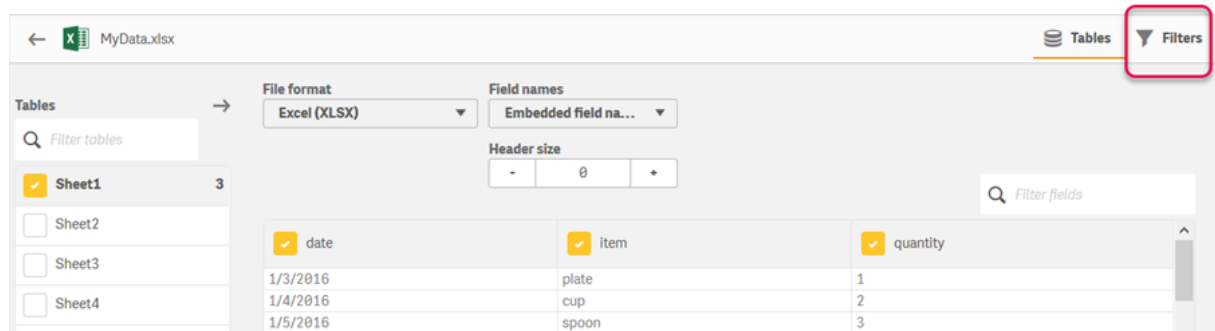 MyData.xlsx
Tables
Filters
Tables
Filter tables
Sheet1 3
Sheet2
Sheet3
Sheet4
File format
Excel (XLSX)
Field names
Embedded field na...
Header size
- 0 +
Filter fields
date item quantity
1/3/2016 plate 1
1/4/2016 cup 2
1/5/2016 spoon 3